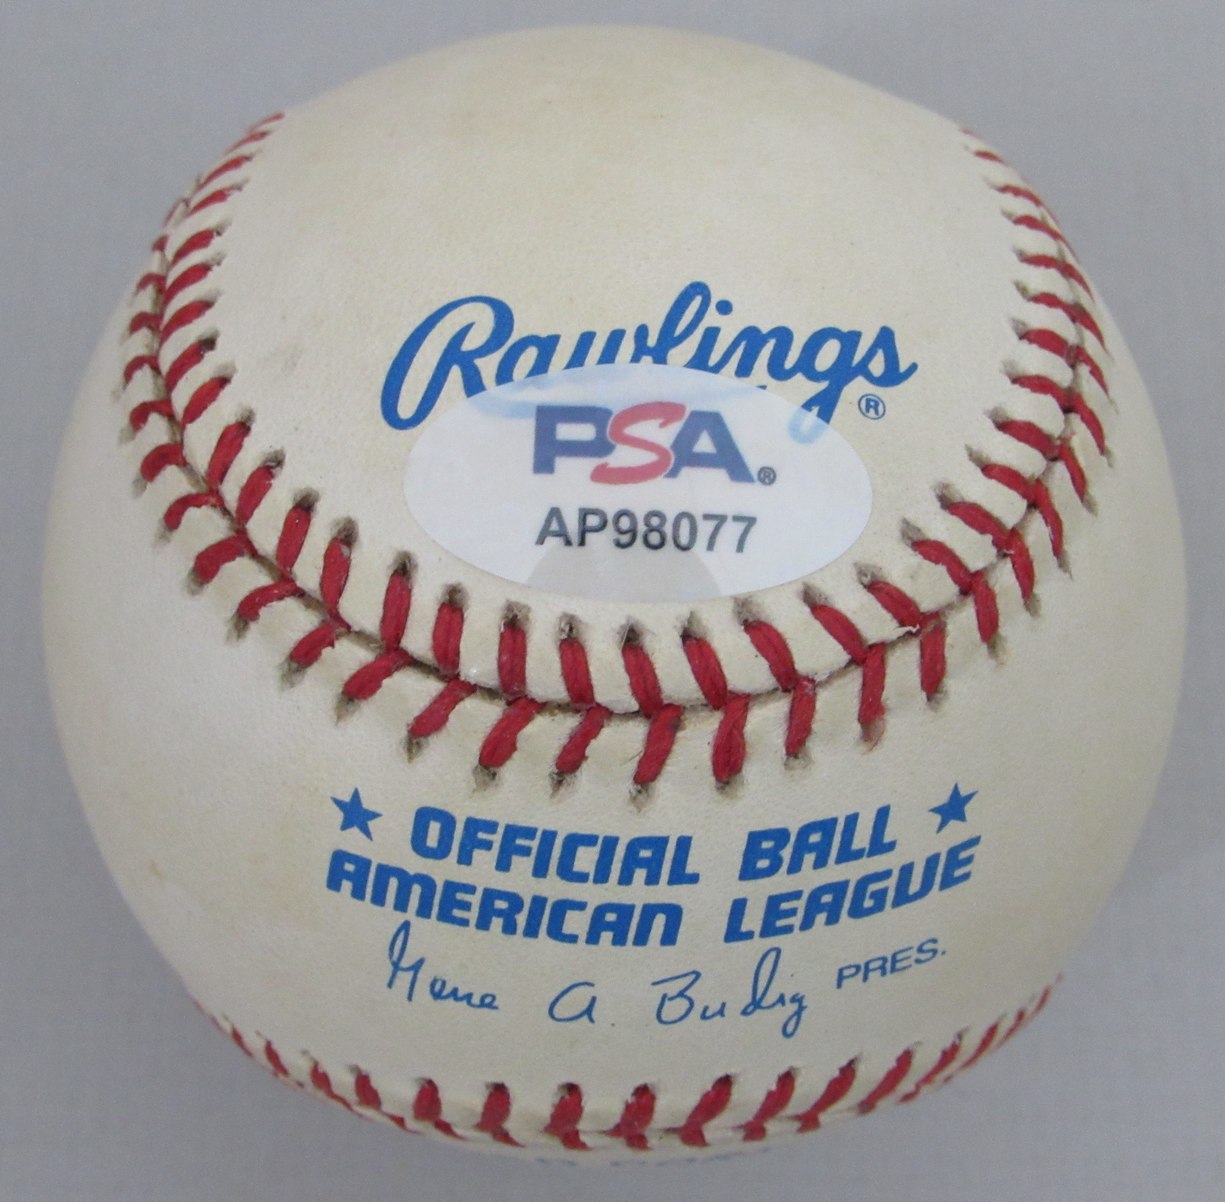 Rawlings ®
PSA ®
AP98077
★ OFFICIAL BALL ★
AMERICAN LEAGUE
Gene A Budig PRES.